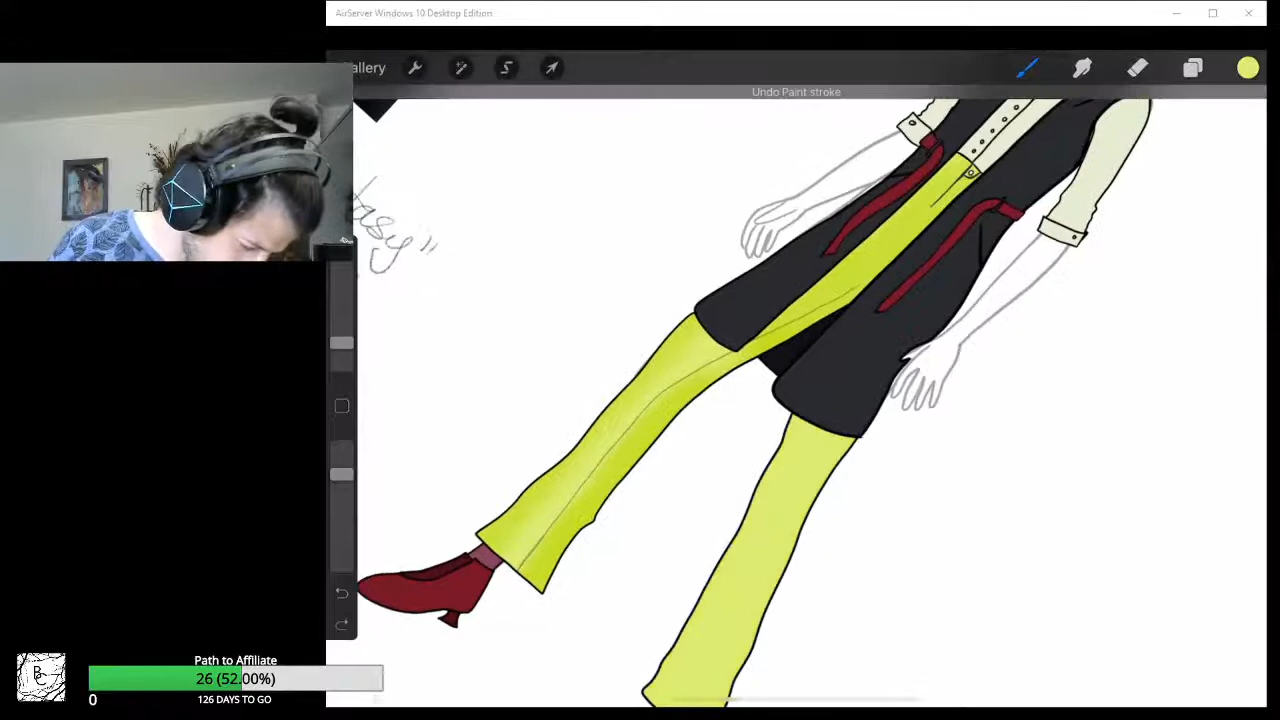 AirServer Windows 10 Desktop Edition
allery
Undo Paint stroke
tasy"
Path to Affiliate
26 (52.00%)
0
126 DAYS TO GO